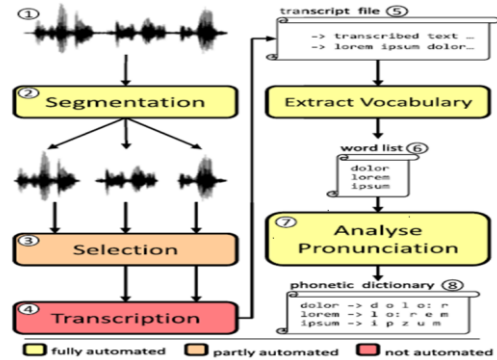 ①
② Segmentation
③ Selection
④ Transcription
transcript file ⑤
-> transcribed text …
-> lorem ipsum dolor…
Extract Vocabulary
word list ⑥
dolor
lorem
ipsum
⑦ Analyse
Pronunciation
phonetic dictionary ⑧
dolor -> d o l o: r
lorem -> l o: r e m
ipsum -> i p z u m
fully automated partly automated not automated